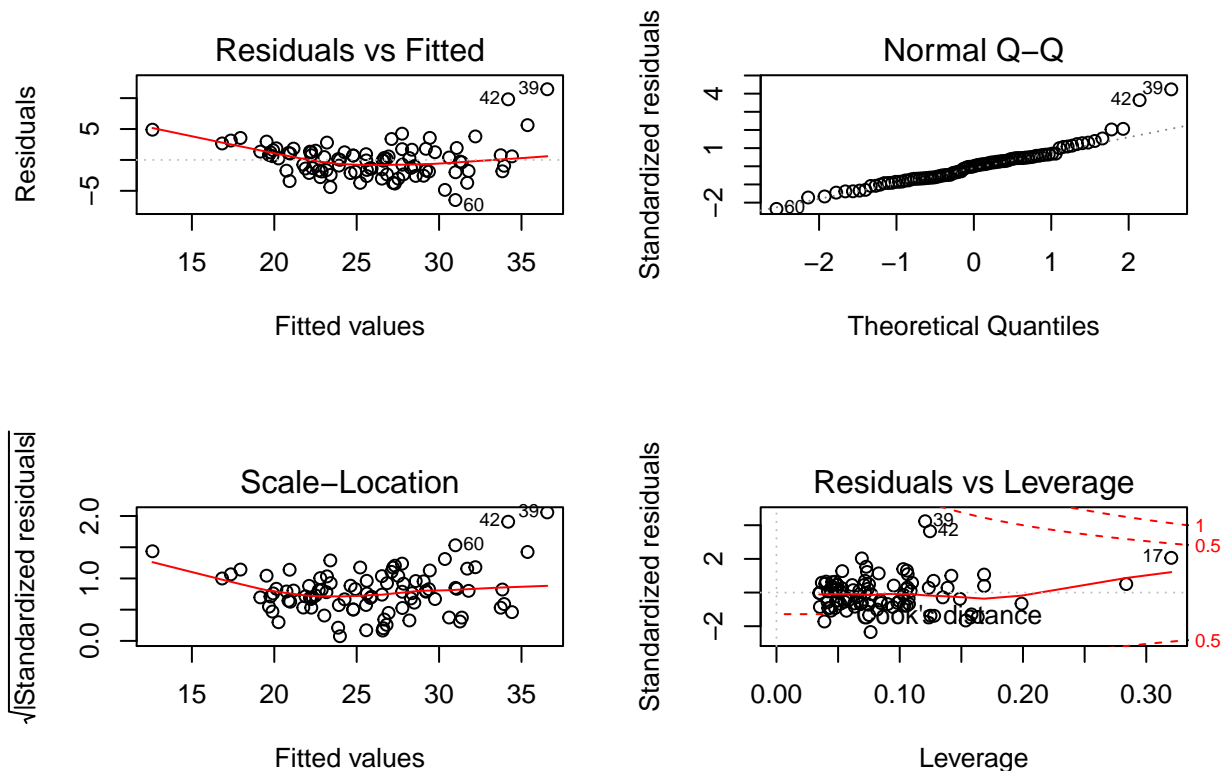 Residuals vs Fitted
Residuals
5
−5
42
39
60
15 20 25 30 35
Fitted values
Normal Q−Q
Standardized residuals
4
1
−2
39
42
60
−2 −1 0 1 2
Theoretical Quantiles
Scale−Location
√|Standardized residuals|
2.0
1.0
0.0
42
39
60
15 20 25 30 35
Fitted values
Residuals vs Leverage
Standardized residuals
2
−2
39
42
17
1
0.5
0.5
Cook's distance
0.00 0.10 0.20 0.30
Leverage